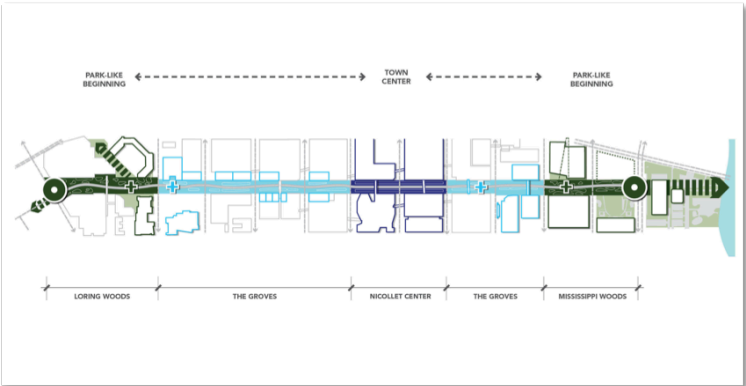 PARK-LIKE
BEGINNING
TOWN
CENTER
PARK-LIKE
BEGINNING
LORING WOODS
THE GROVES
NICOLLET CENTER
THE GROVES
MISSISSIPPI WOODS